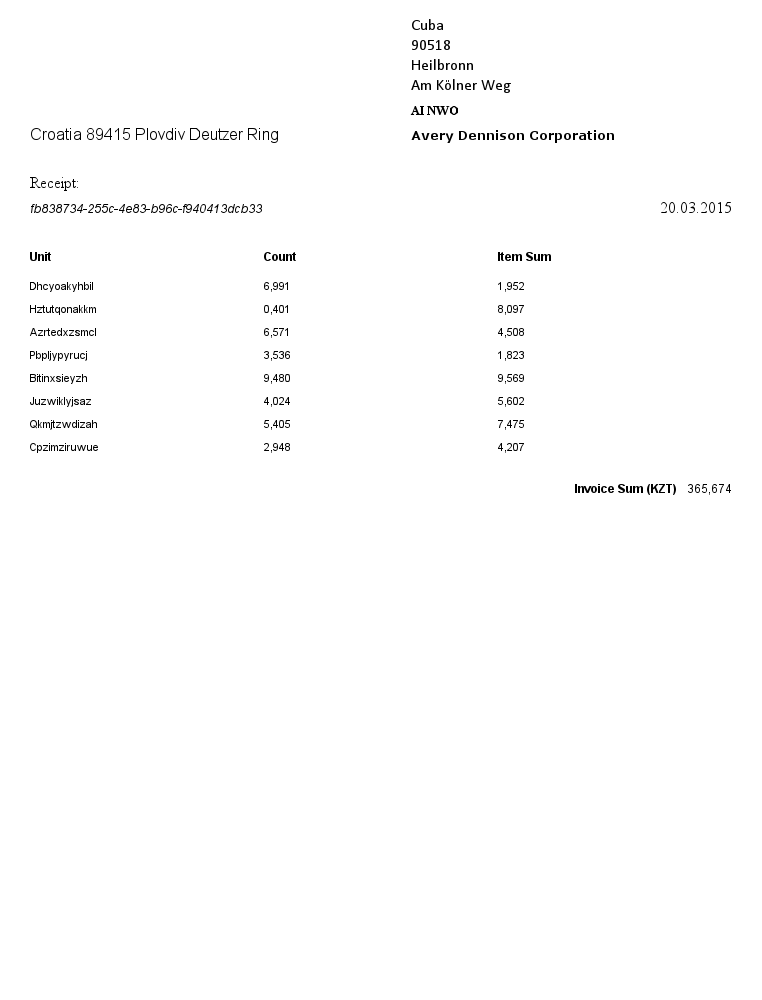 Cuba
90518
Heilbronn
Am Kölner Weg
AI NWO
Croatia 89415 Plovdiv Deutzer Ring
Avery Dennison Corporation
Receipt:
fb838734-255c-4e83-b96c-f940413dcb33
20.03.2015
Unit Count Item Sum
Dhcyoakyhbil 6,991 1,952
Hztutqonakkm 0,401 8,097
Azrtedxzsmcl 6,571 4,508
Pbpljypyrucj 3,536 1,823
Bitinxsieyzh 9,480 9,569
Juzwiklyjsaz 4,024 5,602
Qkmjtzwdizah 5,405 7,475
Cpzimziruwue 2,948 4,207
Invoice Sum (KZT) 365,674